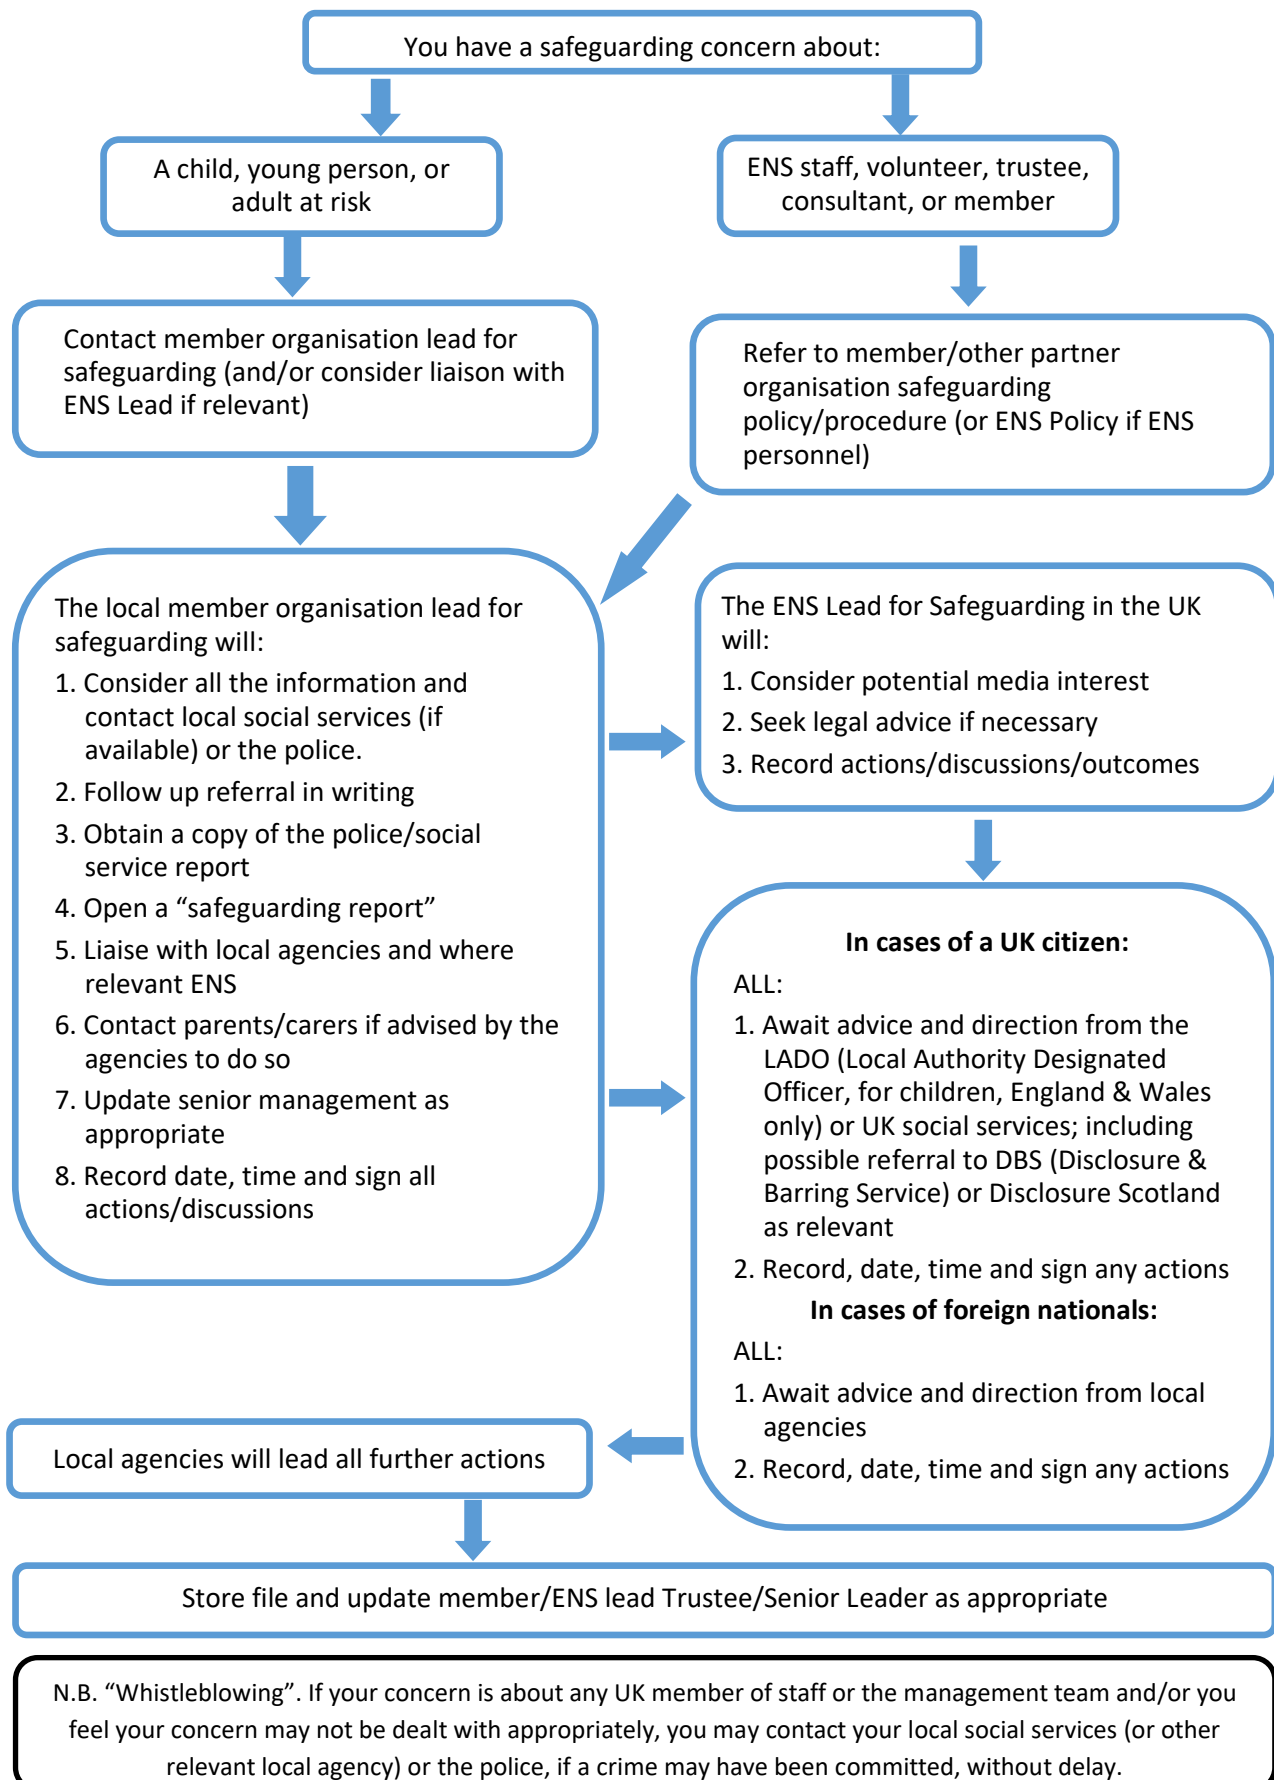 You have a safeguarding concern about:
A child, young person, or
adult at risk
ENS staff, volunteer, trustee,
consultant, or member
Contact member organisation lead for
safeguarding (and/or consider liaison with
ENS Lead if relevant)
Refer to member/other partner
organisation safeguarding
policy/procedure (or ENS Policy if ENS
personnel)
The local member organisation lead for
safeguarding will:
1. Consider all the information and
contact local social services (if
available) or the police.
2. Follow up referral in writing
3. Obtain a copy of the police/social
service report
4. Open a “safeguarding report”
5. Liaise with local agencies and where
relevant ENS
6. Contact parents/carers if advised by the
agencies to do so
7. Update senior management as
appropriate
8. Record date, time and sign all
actions/discussions
The ENS Lead for Safeguarding in the UK
will:
1. Consider potential media interest
2. Seek legal advice if necessary
3. Record actions/discussions/outcomes
In cases of a UK citizen:
ALL:
1. Await advice and direction from the
LADO (Local Authority Designated
Officer, for children, England & Wales
only) or UK social services; including
possible referral to DBS (Disclosure &
Barring Service) or Disclosure Scotland
as relevant
2. Record, date, time and sign any actions
In cases of foreign nationals:
ALL:
1. Await advice and direction from local
agencies
2. Record, date, time and sign any actions
Local agencies will lead all further actions
Store file and update member/ENS lead Trustee/Senior Leader as appropriate
N.B. “Whistleblowing”. If your concern is about any UK member of staff or the management team and/or you
feel your concern may not be dealt with appropriately, you may contact your local social services (or other
relevant local agency) or the police, if a crime may have been committed, without delay.